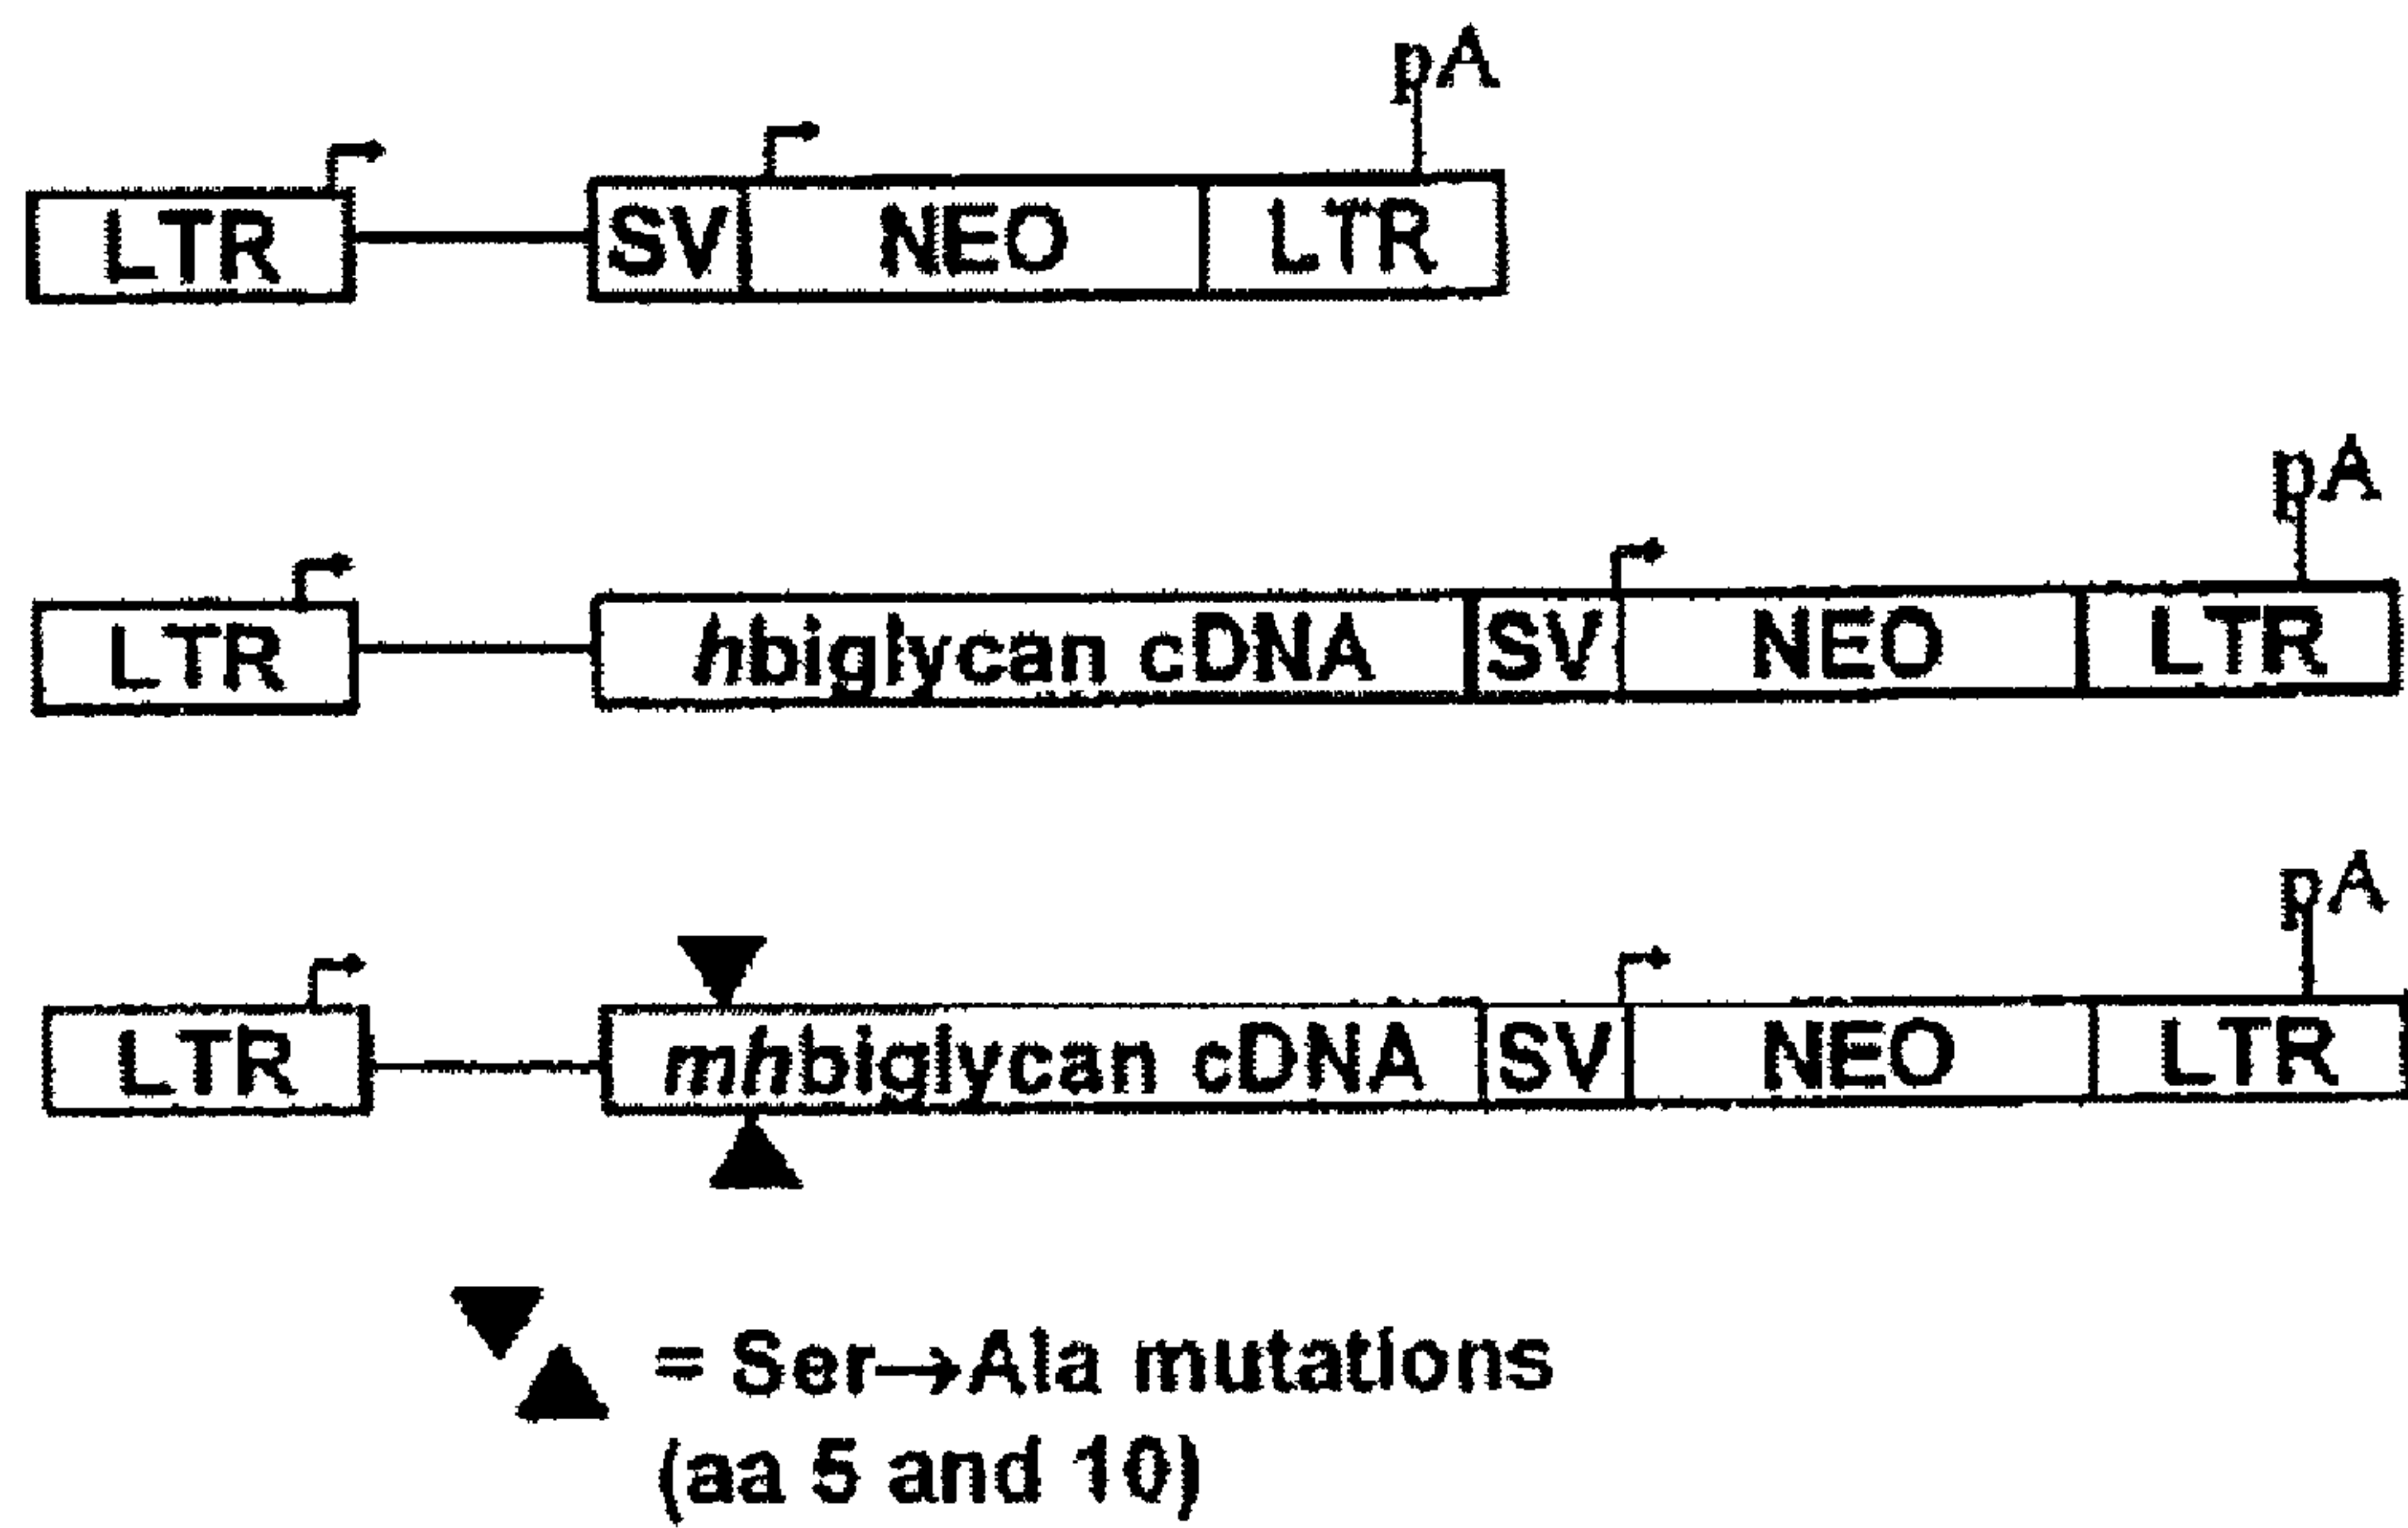 pA
LTR SV NEO LTR
pA
LTR hbiglycan cDNA SV NEO LTR
pA
LTR mhbiglycan cDNA SV NEO LTR
= Ser→Ala mutations
(aa 5 and 10)